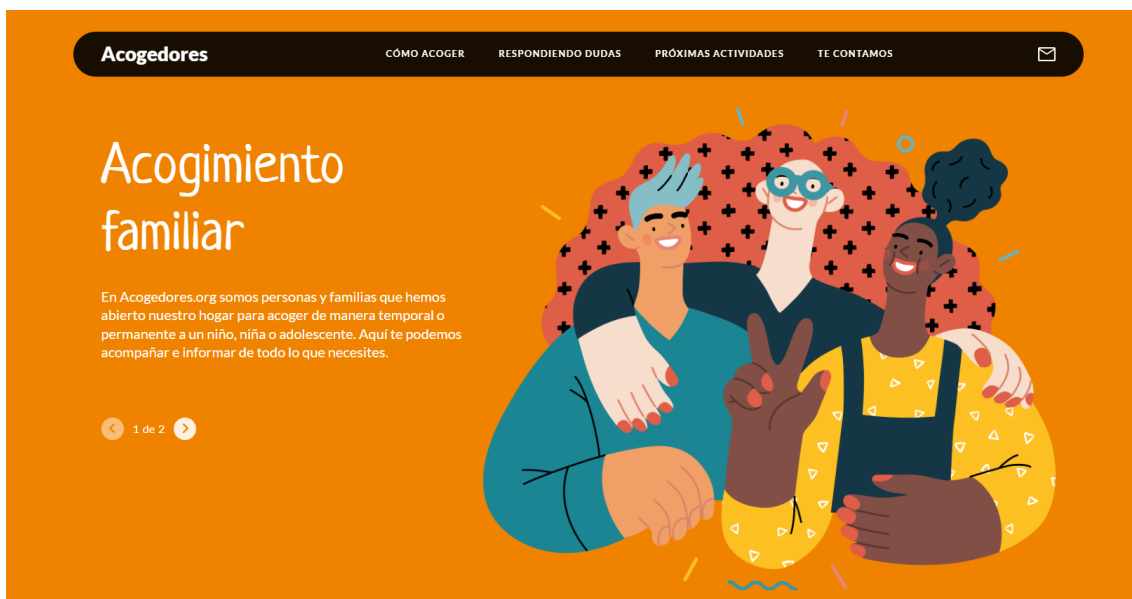 Acogedores
CÓMO ACOGER
RESPONDIENDO DUDAS
PRÓXIMAS ACTIVIDADES
TE CONTAMOS
Acogimiento
familiar
En Acogedores.org somos personas y familias que hemos
abierto nuestro hogar para acoger de manera temporal o
permanente a un niño, niña o adolescente. Aquí te podemos
acompañar e informar de todo lo que necesites.
1 de 2